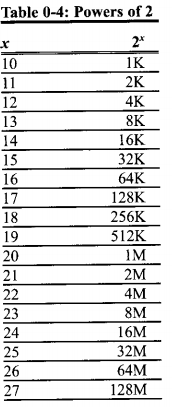 Table 0-4: Powers of 2
x 2ˣ
10 1K
11 2K
12 4K
13 8K
14 16K
15 32K
16 64K
17 128K
18 256K
19 512K
20 1M
21 2M
22 4M
23 8M
24 16M
25 32M
26 64M
27 128M